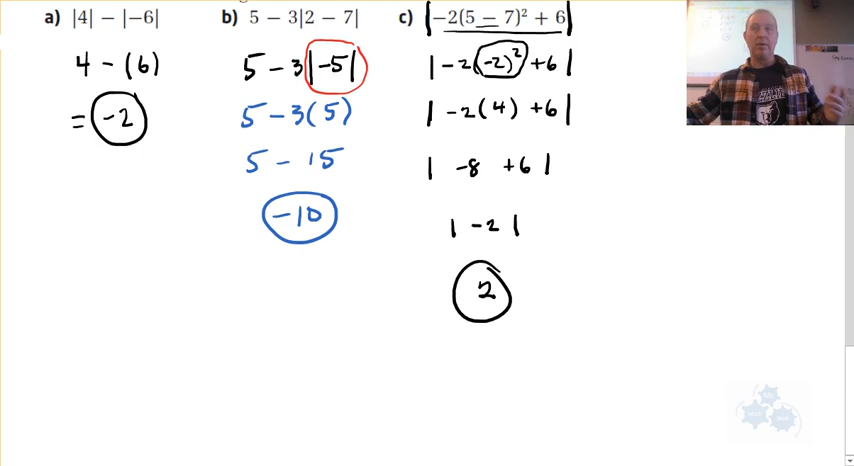 a) |4| − |−6|
4 − (6)
= −2
b) 5 − 3|2 − 7|
5 − 3|−5|
5 − 3(5)
5 − 15
−10
c) |−2(5 − 7)² + 6|
|−2(−2)² + 6|
|−2(4) + 6|
|−8 + 6|
|−2|
2